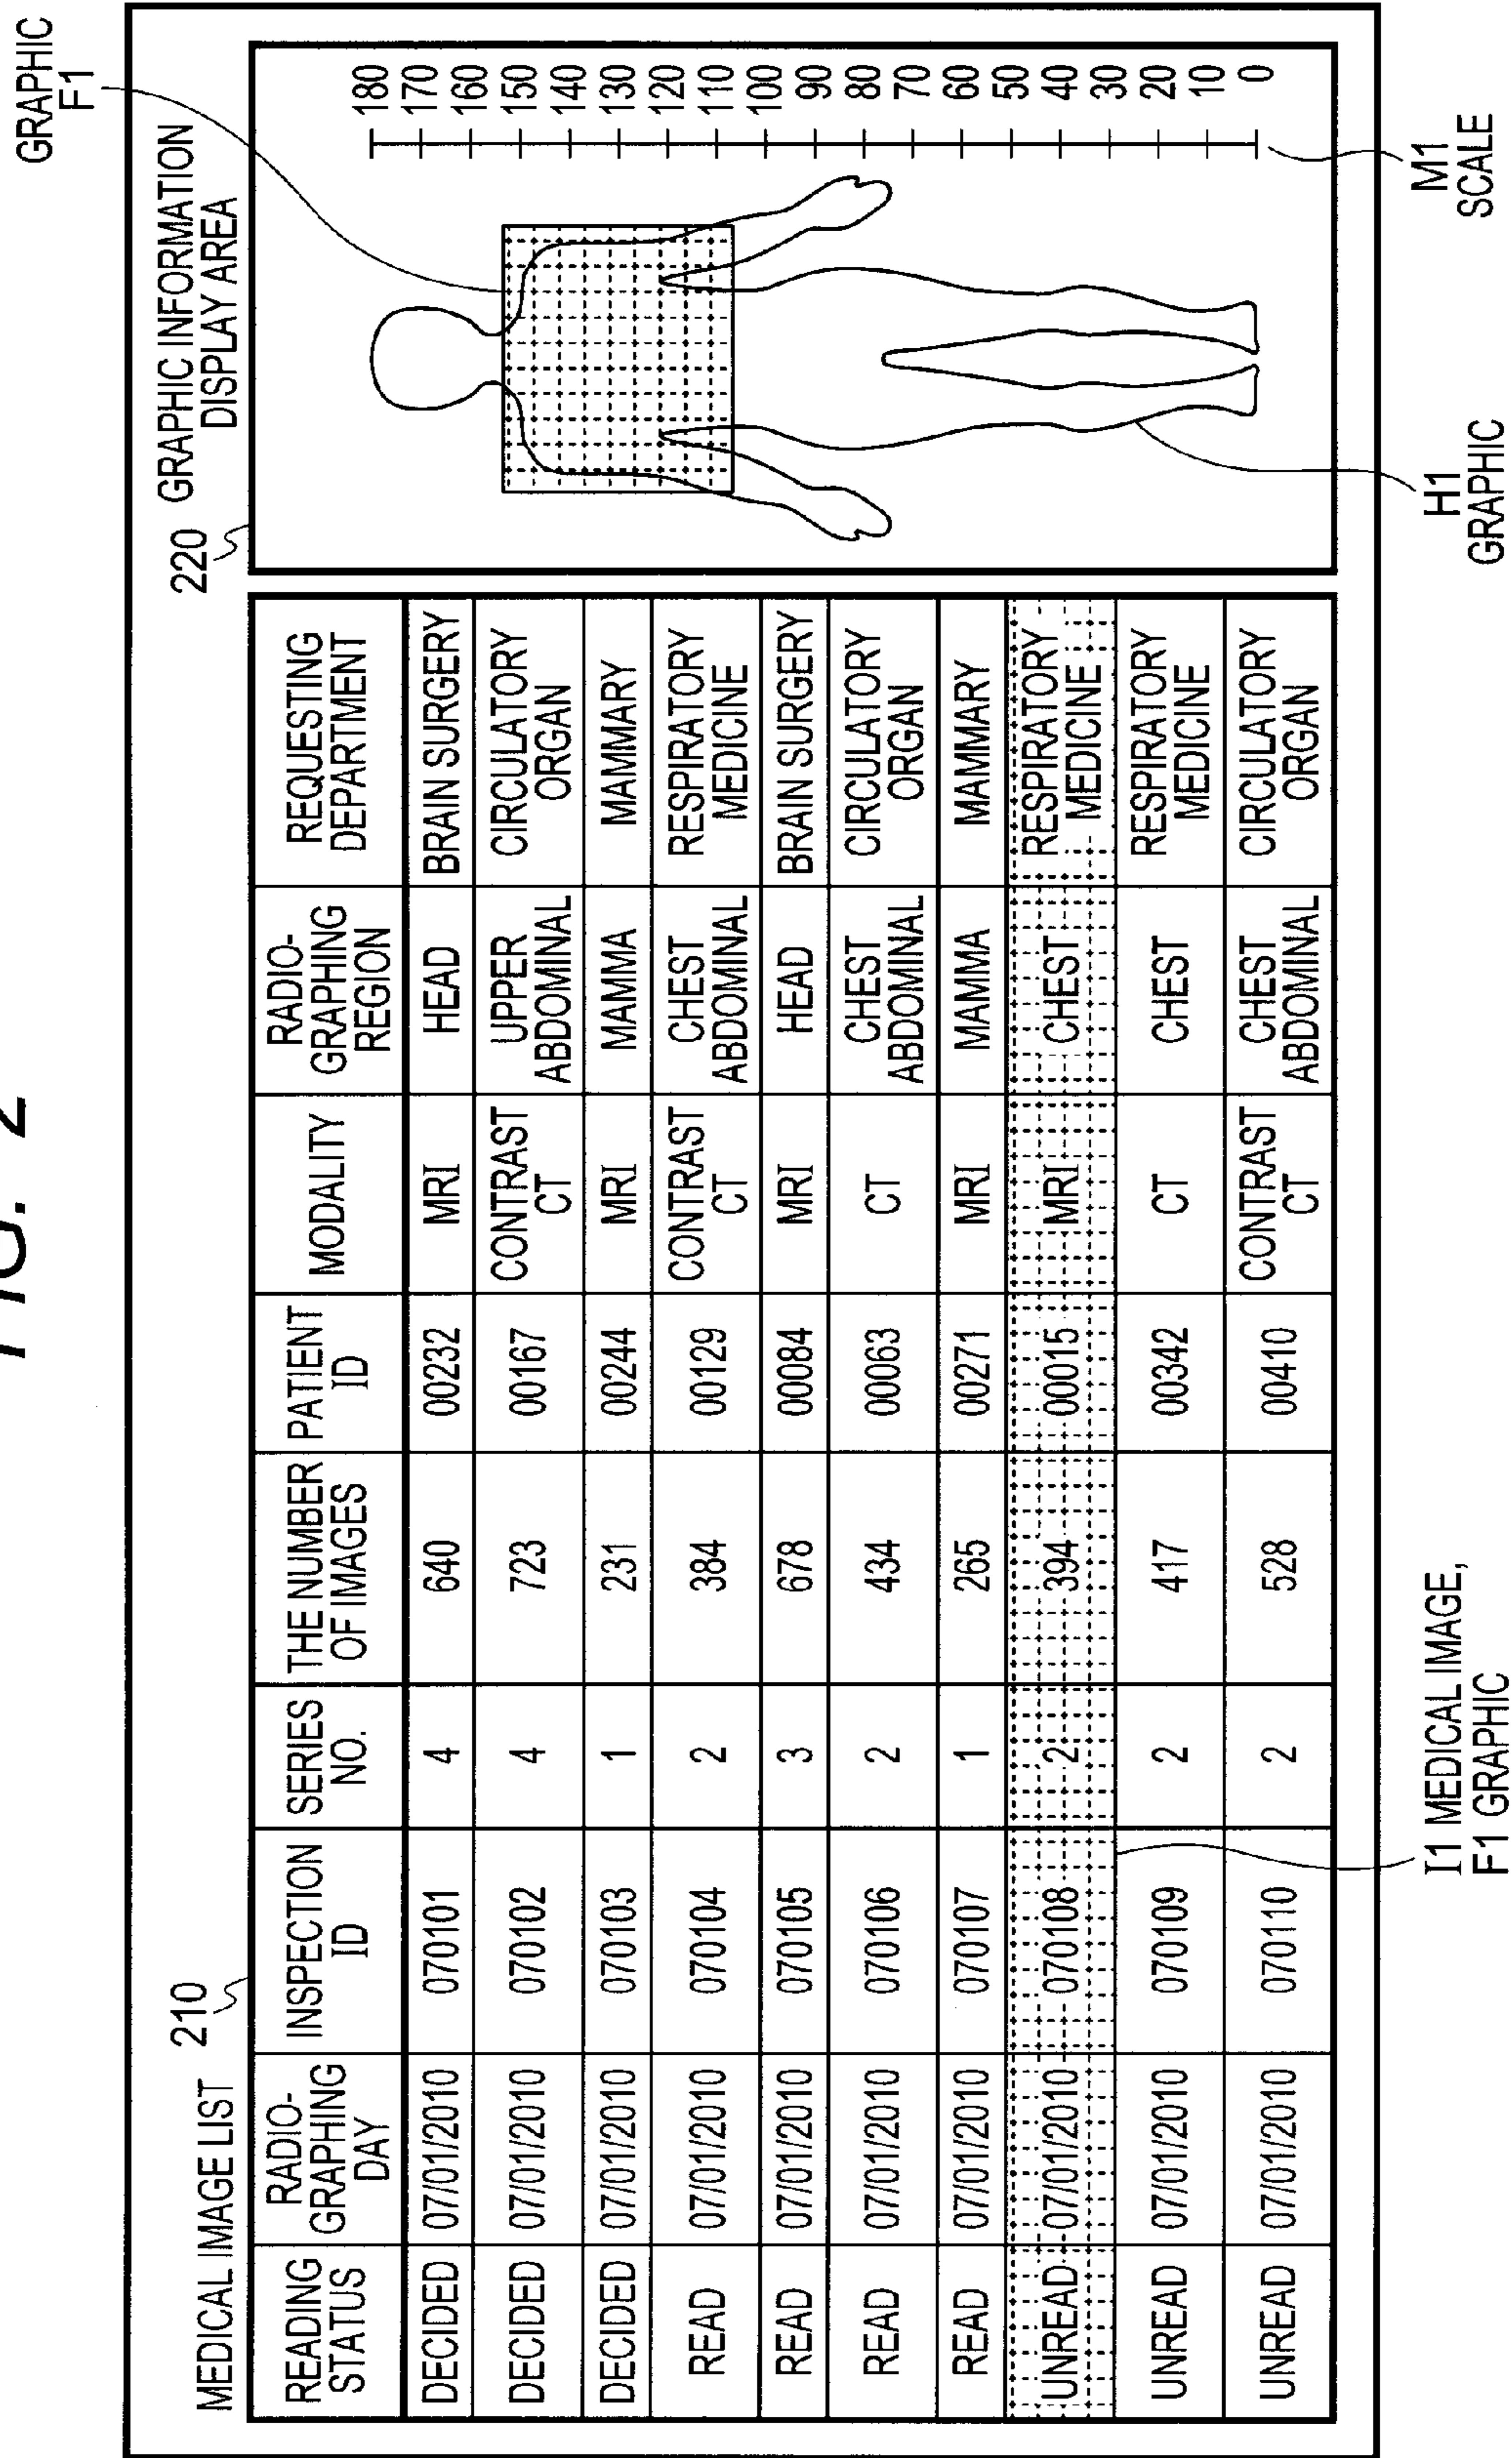 FIG. 2
MEDICAL IMAGE LIST 210
220 GRAPHIC INFORMATION
DISPLAY AREA
GRAPHIC
F1
READING STATUS RADIO-GRAPHING DAY INSPECTION ID SERIES NO. THE NUMBER OF IMAGES PATIENT ID MODALITY RADIO-GRAPHING REGION REQUESTING DEPARTMENT
DECIDED 07/01/2010 070101 4 640 00232 MRI HEAD BRAIN SURGERY
DECIDED 07/01/2010 070102 4 723 00167 CONTRAST CT UPPER ABDOMINAL CIRCULATORY ORGAN
DECIDED 07/01/2010 070103 1 231 00244 MRI MAMMA MAMMARY
READ 07/01/2010 070104 2 384 00129 CONTRAST CT CHEST ABDOMINAL RESPIRATORY MEDICINE
READ 07/01/2010 070105 3 678 00084 MRI HEAD BRAIN SURGERY
READ 07/01/2010 070106 2 434 00063 CT CHEST ABDOMINAL CIRCULATORY ORGAN
READ 07/01/2010 070107 1 265 00271 MRI MAMMA MAMMARY
UNREAD 07/01/2010 070108 2 394 00015 MRI CHEST RESPIRATORY MEDICINE
UNREAD 07/01/2010 070109 2 417 00342 CT CHEST RESPIRATORY MEDICINE
UNREAD 07/01/2010 070110 2 528 00410 CONTRAST CT CHEST ABDOMINAL CIRCULATORY ORGAN
180
170
160
150
140
130
120
110
100
90
80
70
60
50
40
30
20
10
0
I1 MEDICAL IMAGE,
F1 GRAPHIC
H1
GRAPHIC
M1
SCALE